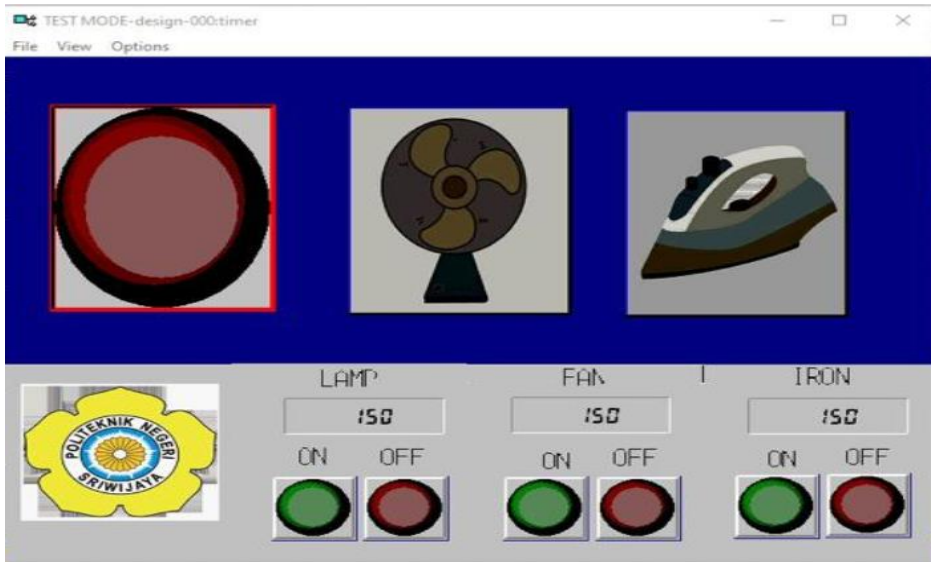 TEST MODE-design-000:timer
File View Options
LAMP FAN IRON
150 150 150
ON OFF ON OFF ON OFF
POLITEKNIK NEGERI
SRIWIJAYA